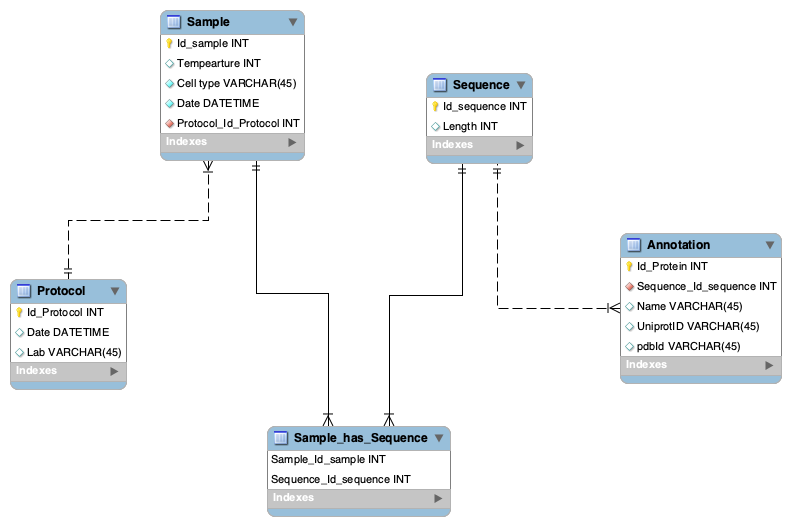 Sample
Id_sample INT
Tempearture INT
Cell type VARCHAR(45)
Date DATETIME
Protocol_Id_Protocol INT
Indexes
Sequence
Id_sequence INT
Length INT
Indexes
Annotation
Id_Protein INT
Sequence_Id_sequence INT
Name VARCHAR(45)
UniprotID VARCHAR(45)
pdbId VARCHAR(45)
Indexes
Protocol
Id_Protocol INT
Date DATETIME
Lab VARCHAR(45)
Indexes
Sample_has_Sequence
Sample_Id_sample INT
Sequence_Id_sequence INT
Indexes